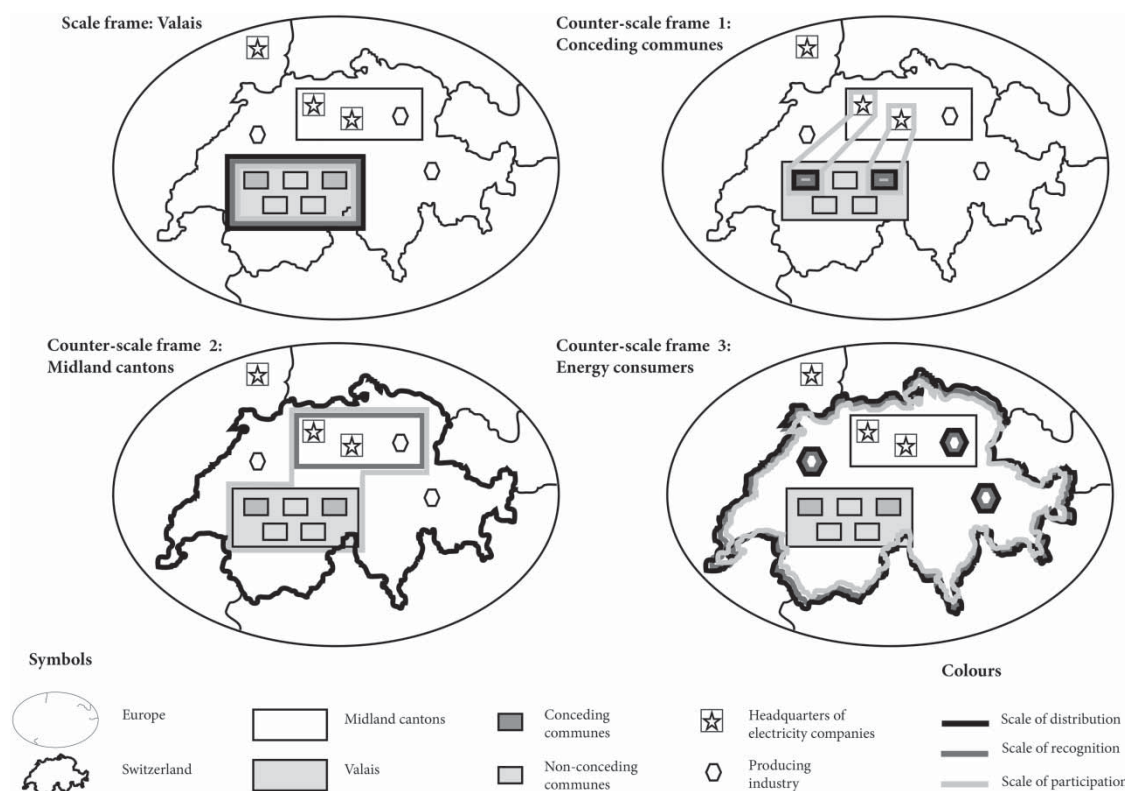 Scale frame: Valais
Counter-scale frame 1:
Conceding communes
Counter-scale frame 2:
Midland cantons
Counter-scale frame 3:
Energy consumers
Symbols
Colours
Europe
Midland cantons
Conceding
communes
Headquarters of
electricity companies
Scale of distribution
Scale of recognition
Switzerland
Valais
Non-conceding
communes
Producing
industry
Scale of participation